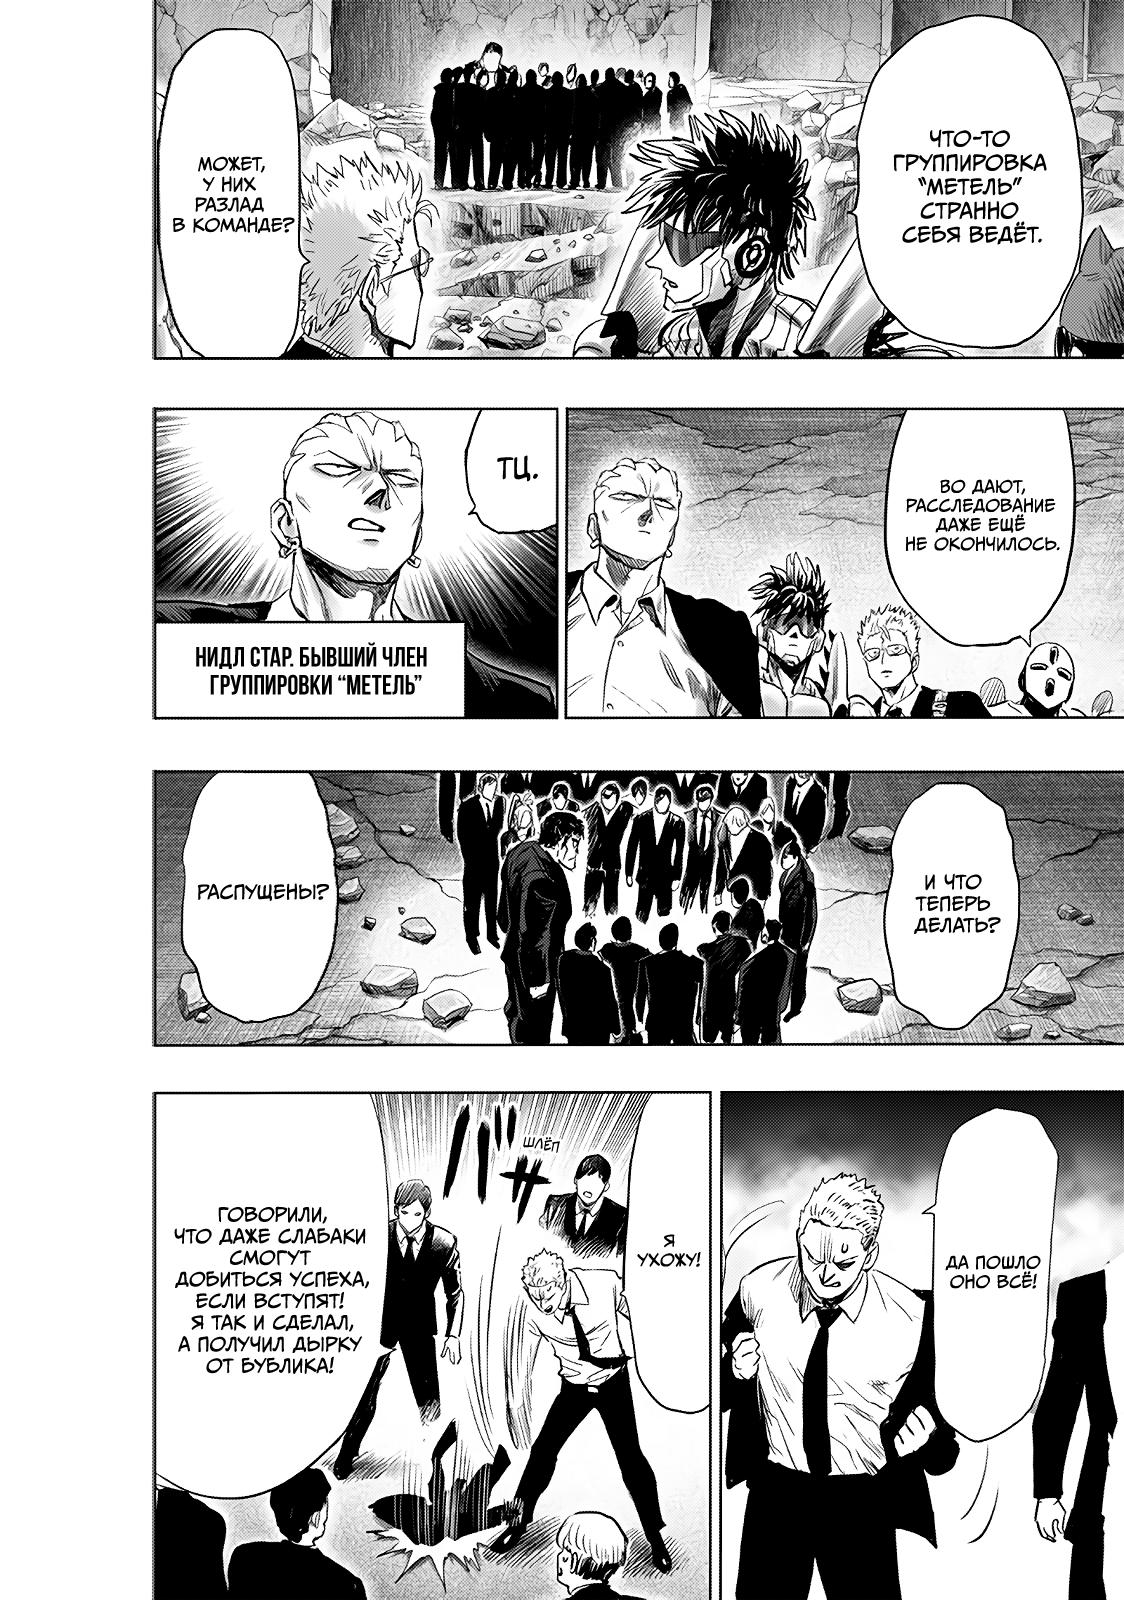 ЧТО-ТО
ГРУППИРОВКА
“МЕТЕЛЬ”
СТРАННО
СЕБЯ ВЕДЁТ.
МОЖЕТ,
У НИХ
РАЗЛАД
В КОМАНДЕ?
ВО ДАЮТ,
РАССЛЕДОВАНИЕ
ДАЖЕ ЕЩЁ
НЕ ОКОНЧИЛОСЬ.
ТЦ.
НИДЛ СТАР. БЫВШИЙ ЧЛЕН
ГРУППИРОВКИ “МЕТЕЛЬ”
И ЧТО
ТЕПЕРЬ
ДЕЛАТЬ?
РАСПУЩЕНЫ?
ДА ПОШЛО
ОНО ВСЁ!
Я
УХОЖУ!
バサ
ШЛЁП
ГОВОРИЛИ,
ЧТО ДАЖЕ СЛАБАКИ
СМОГУТ
ДОБИТЬСЯ УСПЕХА,
ЕСЛИ ВСТУПЯТ!
Я ТАК И СДЕЛАЛ,
А ПОЛУЧИЛ ДЫРКУ
ОТ БУБЛИКА!